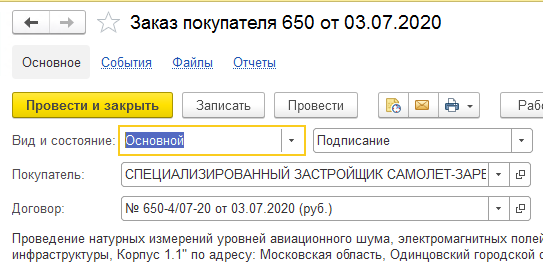 Заказ покупателя 650 от 03.07.2020
Основное События Файлы Отчеты
Провести и закрыть Записать Провести
Вид и состояние: Основной Подписание
Покупатель: СПЕЦИАЛИЗИРОВАННЫЙ ЗАСТРОЙЩИК САМОЛЕТ-ЗАРЕ
Договор: № 650-4/07-20 от 03.07.2020 (руб.)
Проведение натурных измерений уровней авиационного шума, электромагнитных полей
инфраструктуры, Корпус 1.1" по адресу: Московская область, Одинцовский городской